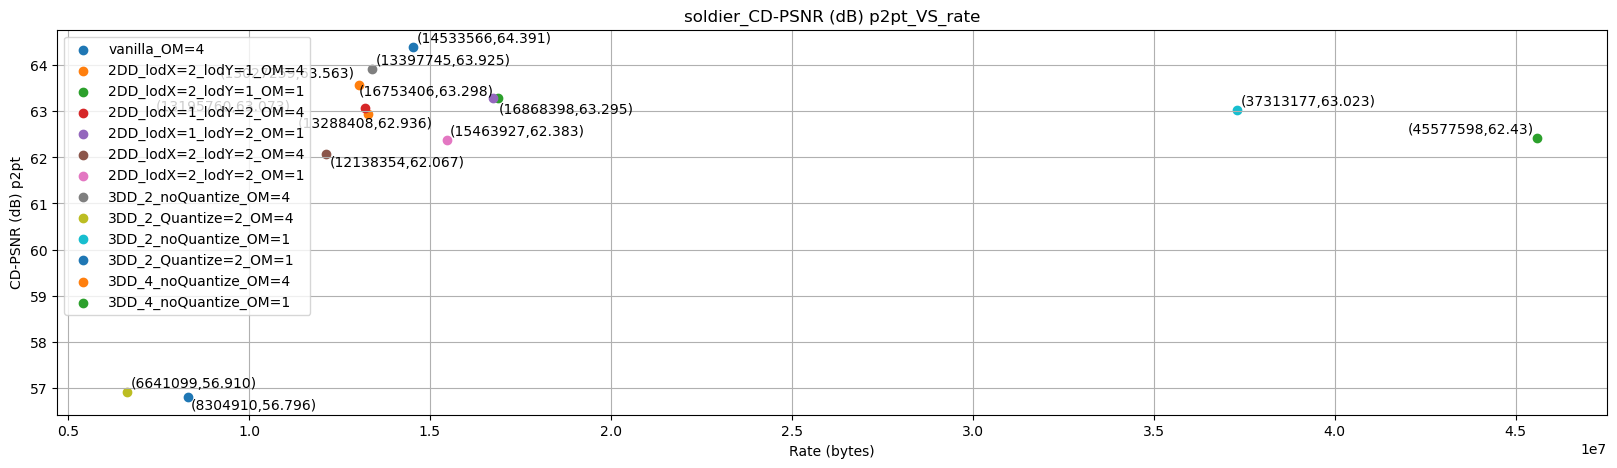 soldier_CD-PSNR (dB) p2pt_VS_rate
CD-PSNR (dB) p2pt
64
63
62
61
60
59
58
57
vanilla_OM=4
2DD_lodX=2_lodY=1_OM=4
2DD_lodX=2_lodY=1_OM=1
2DD_lodX=1_lodY=2_OM=4
2DD_lodX=1_lodY=2_OM=1
2DD_lodX=2_lodY=2_OM=4
2DD_lodX=2_lodY=2_OM=1
3DD_2_noQuantize_OM=4
3DD_2_Quantize=2_OM=4
3DD_2_noQuantize_OM=1
3DD_2_Quantize=2_OM=1
3DD_4_noQuantize_OM=4
3DD_4_noQuantize_OM=1
(14533566,64.391)
(13397745,63.925)
63.563)
(16753406,63.298)
(16868398,63.295)
(13288408,62.936)
(15463927,62.383)
(12138354,62.067)
(37313177,63.023)
(45577598,62.43)
(6641099,56.910)
(8304910,56.796)
0.5
1.0
1.5
2.0
2.5
3.0
3.5
4.0
4.5
1e7
Rate (bytes)